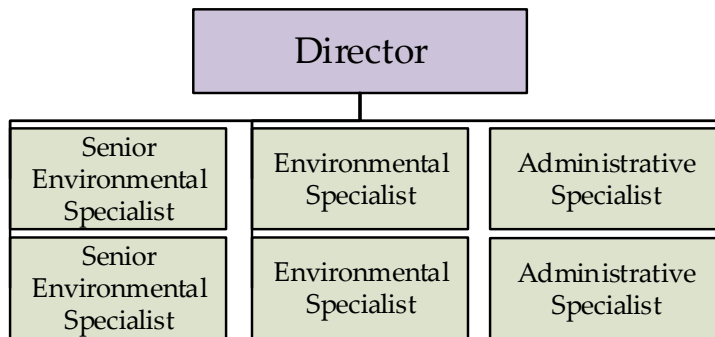 Director
Senior
Environmental
Specialist
Environmental
Specialist
Administrative
Specialist
Senior
Environmental
Specialist
Environmental
Specialist
Administrative
Specialist